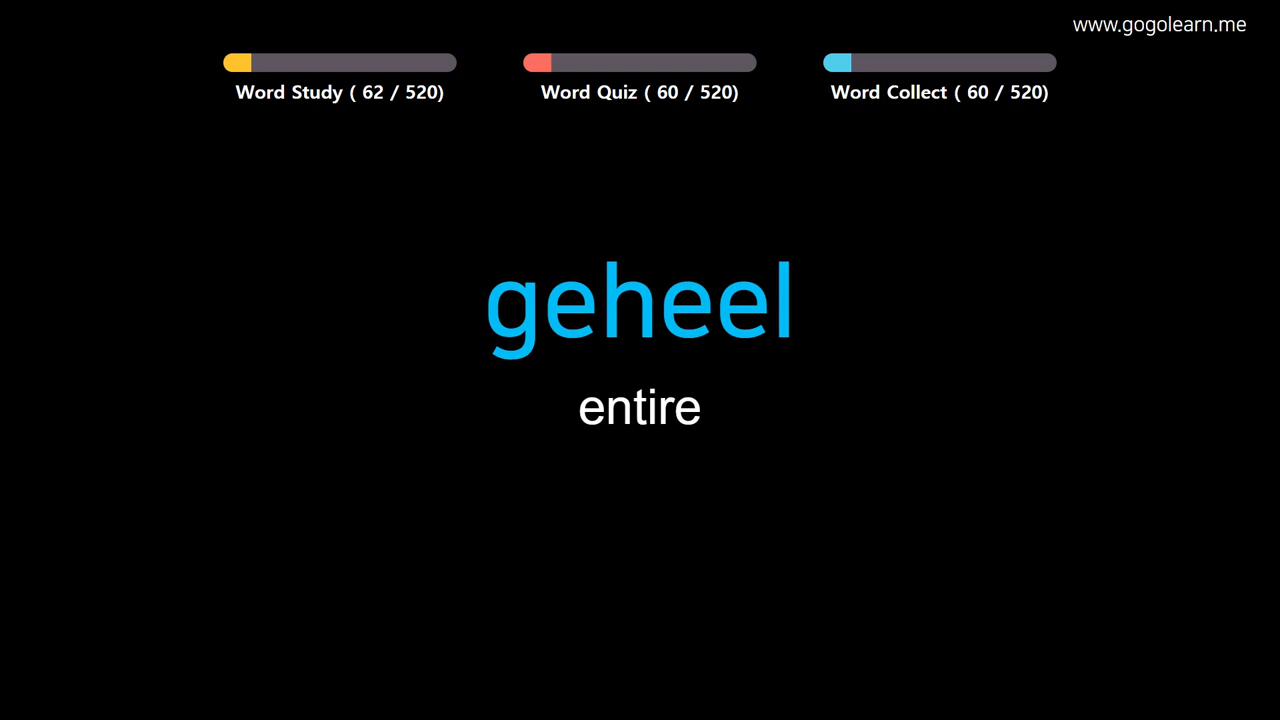 www.gogolearn.me
Word Study ( 62 / 520)
Word Quiz ( 60 / 520)
Word Collect ( 60 / 520)
geheel
entire